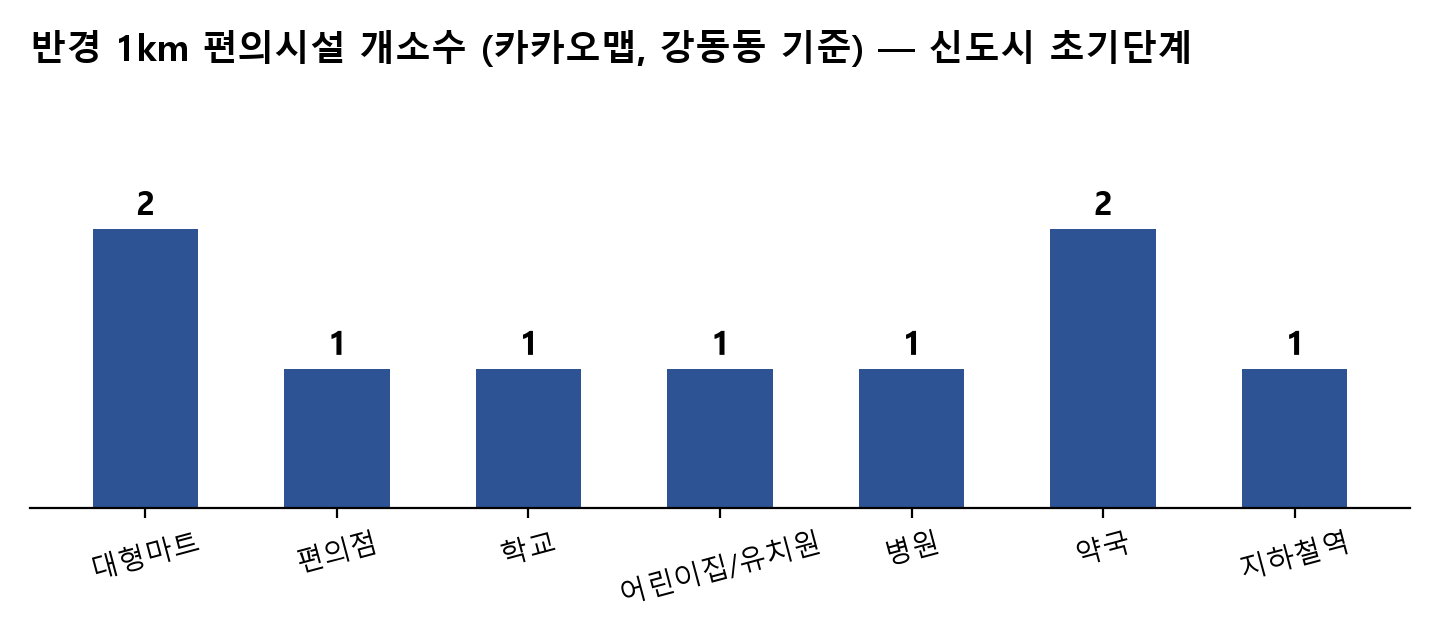 반경 1km 편의시설 개소수 (카카오맵, 강동동 기준) — 신도시 초기단계
2
1
1
1
1
2
1
대형마트
편의점
학교
어린이집/유치원
병원
약국
지하철역